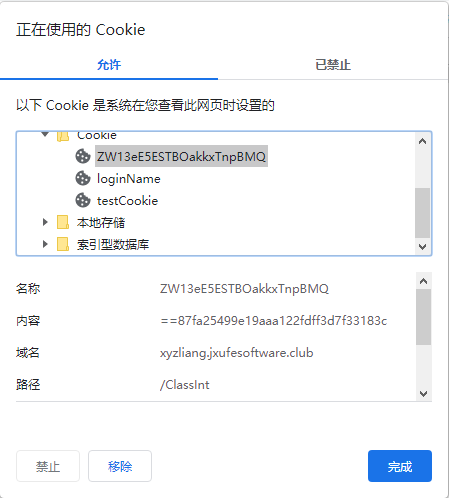 正在使用的 Cookie
允许 已禁止
以下 Cookie 是系统在您查看此网页时设置的
Cookie
ZW13eE5ESTBOakkxTnpBMQ
loginName
testCookie
本地存储
索引型数据库
名称 ZW13eE5ESTBOakkxTnpBMQ
内容 ==87fa25499e19aaa122fdff3d7f33183c
域名 xyzliang.jxufesoftware.club
路径 /ClassInt
禁止 移除 完成